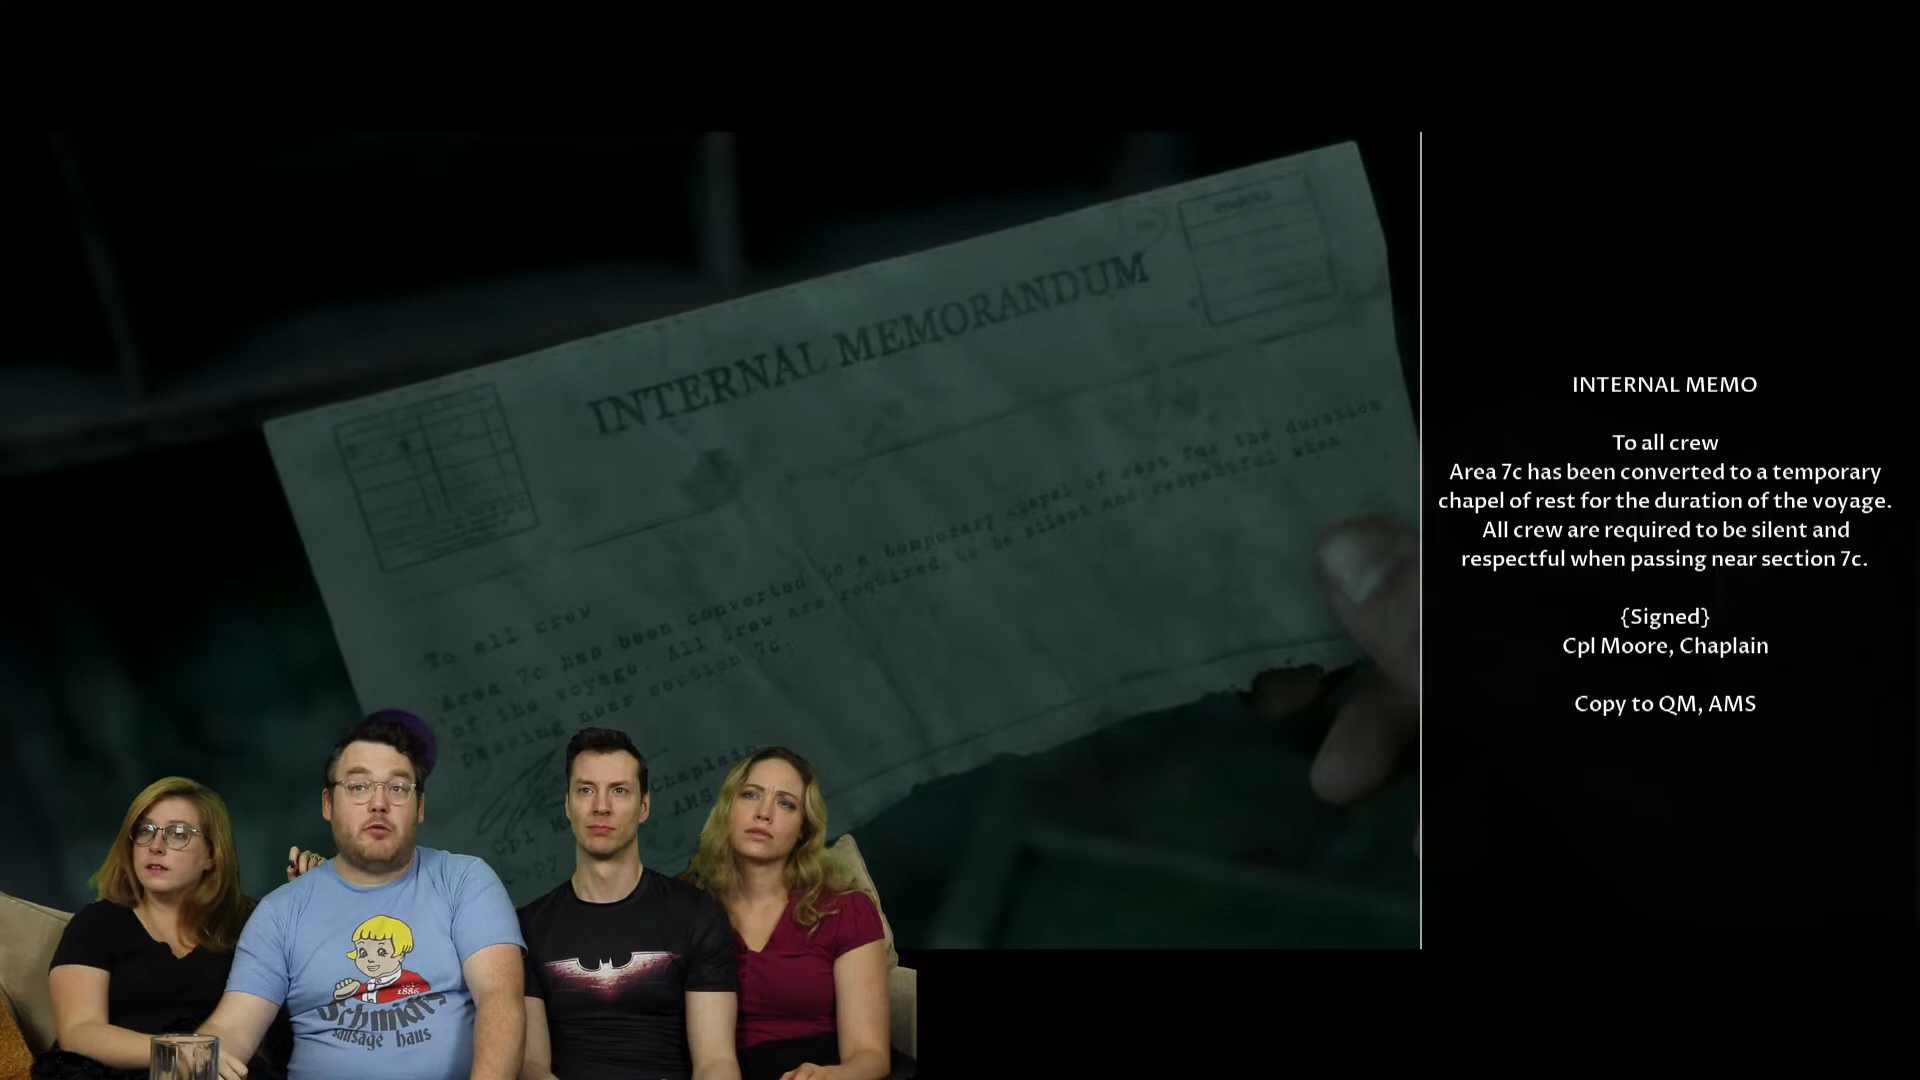 INTERNAL MEMORANDUM
To all crew
Area 7c has been converted to a temporary chapel of rest for the duration
of the voyage. All crew are required to be silent and respectful when
passing near section 7c.
Chaplain
Cpl
Copy AMS
INTERNAL MEMO
To all crew
Area 7c has been converted to a temporary
chapel of rest for the duration of the voyage.
All crew are required to be silent and
respectful when passing near section 7c.
{Signed}
Cpl Moore, Chaplain
Copy to QM, AMS
1886
Schmidt's
sausage haus